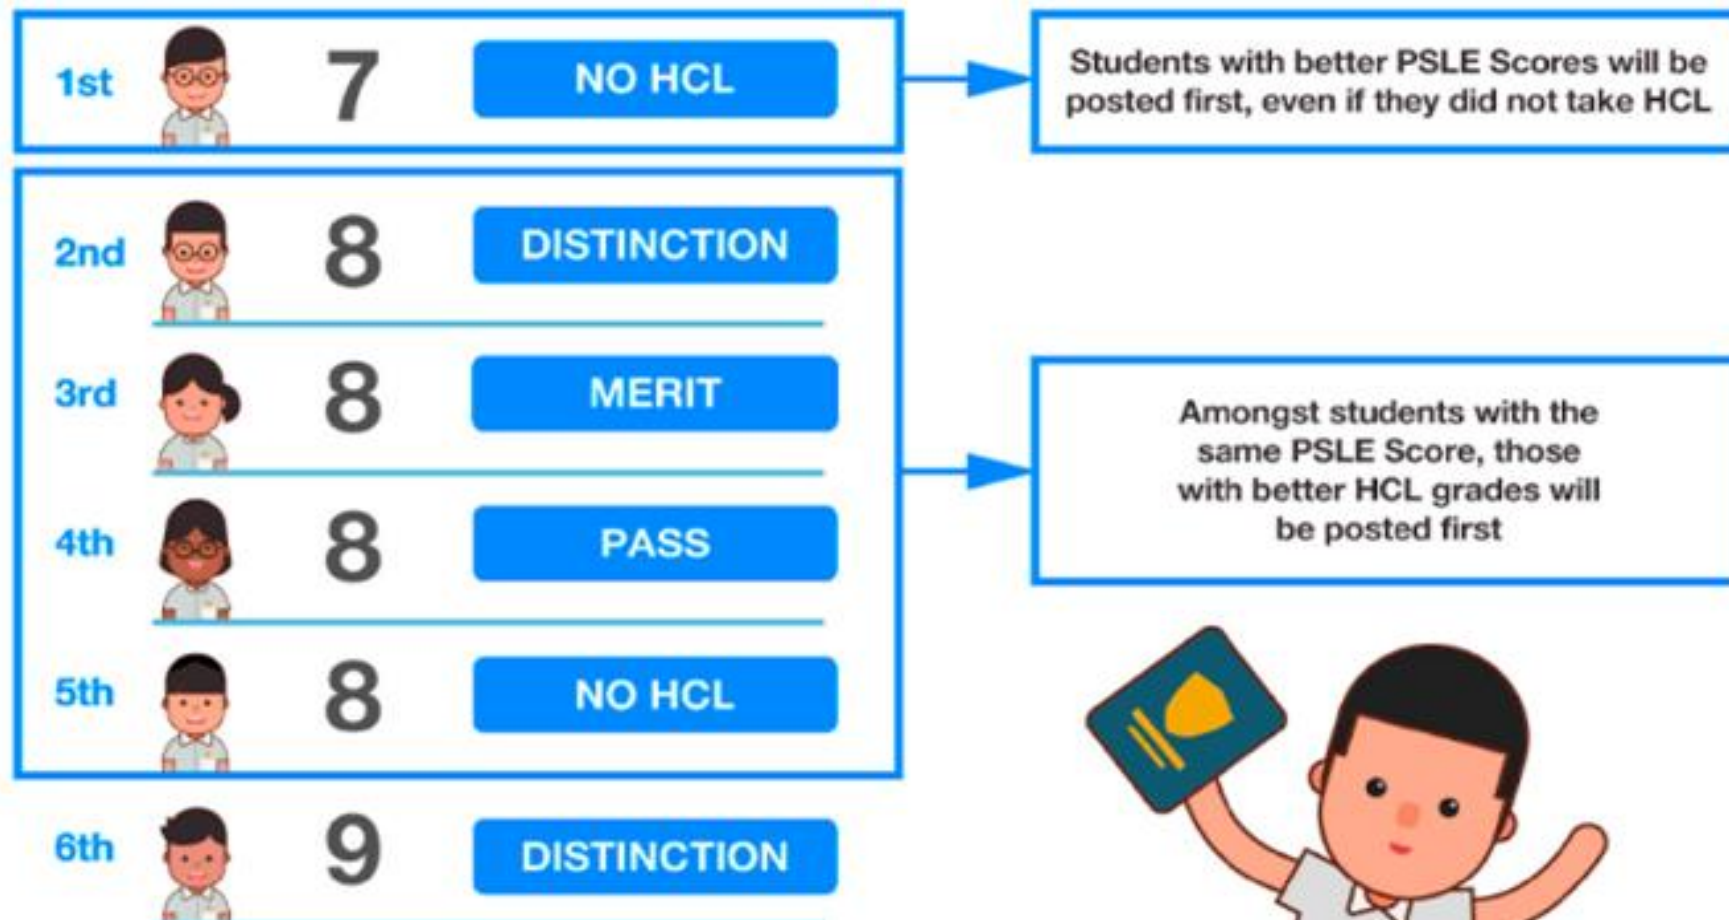 1st 7 NO HCL
Students with better PSLE Scores will be
posted first, even if they did not take HCL
2nd 8 DISTINCTION
3rd 8 MERIT
4th 8 PASS
5th 8 NO HCL
Amongst students with the
same PSLE Score, those
with better HCL grades will
be posted first
6th 9 DISTINCTION